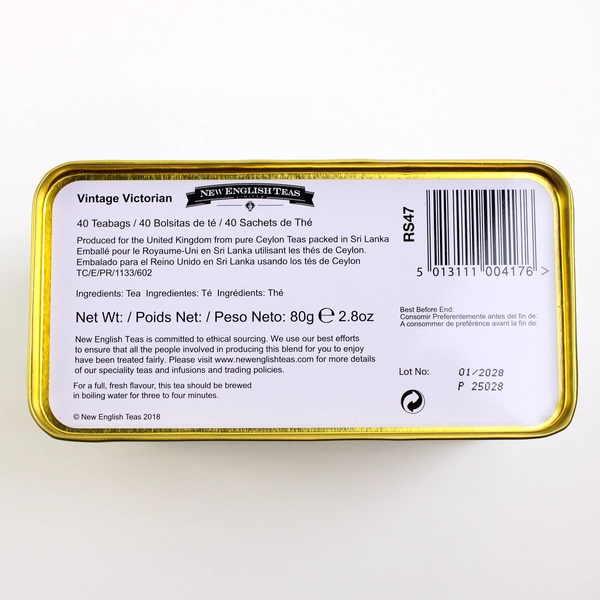 Vintage Victorian
NEW ENGLISH TEAS
LIMITED
40 Teabags / 40 Bolsitas de té / 40 Sachets de Thé
Produced for the United Kingdom from pure Ceylon Teas packed in Sri Lanka
Emballé pour le Royaume-Uni en Sri Lanka utilisant les thés de Ceylon.
Embalado para el Reino Unido en Sri Lanka usando los tés de Ceylon
TC/E/PR/1133/602
Ingredients: Tea Ingredientes: Té Ingrédients: Thé
Net Wt: / Poids Net: / Peso Neto: 80g ℮ 2.8oz
New English Teas is committed to ethical sourcing. We use our best efforts
to ensure that all the people involved in producing this blend for you to enjoy
have been treated fairly. Please visit www.newenglishteas.com for more details
of our speciality teas and infusions and trading policies.
For a full, fresh flavour, this tea should be brewed
in boiling water for three to four minutes.
© New English Teas 2018
RS47
5 013111 004176 >
Best Before End:
Consomir Preferentemente antes del fin de:
A consommer de preférénce avant la fin de:
Lot No: 01/2028
P 25028